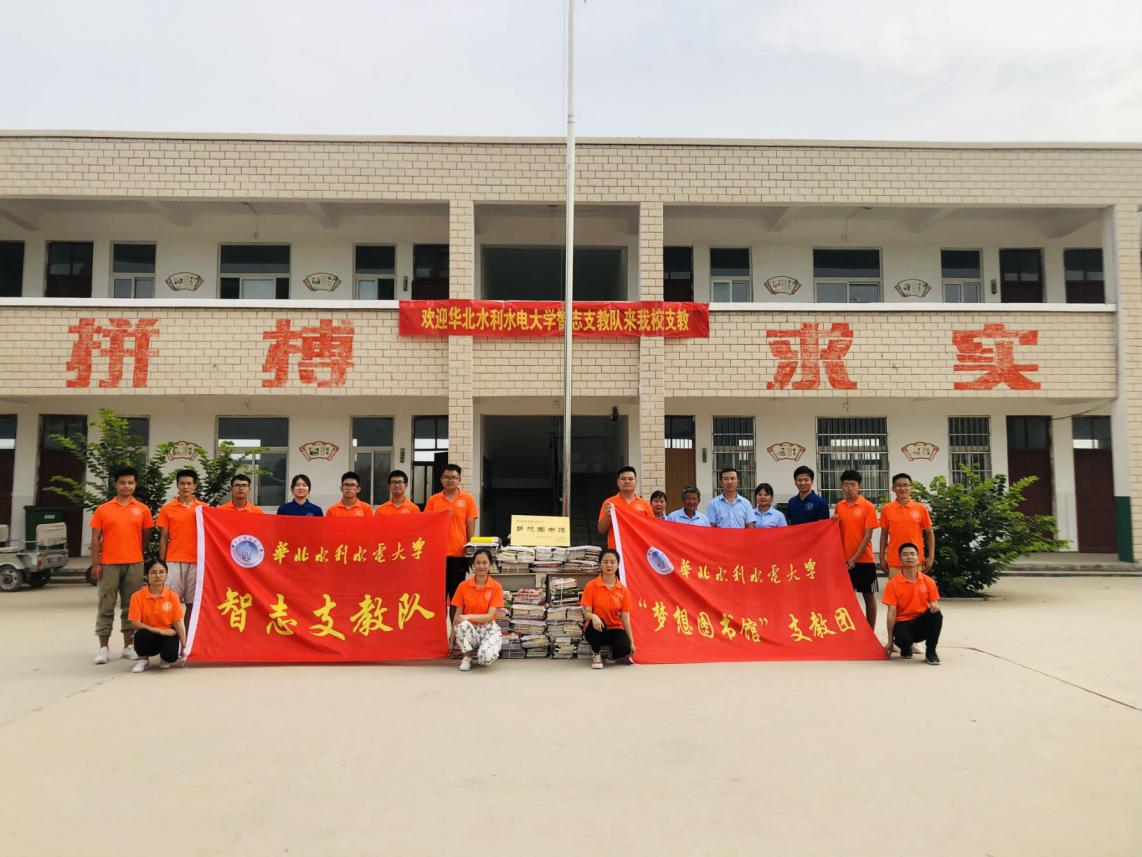 欢迎华北水利水电大学智志支教队来我校支教
拼搏 求实
梦想图书馆
华北水利水电大学
智志支教队
华北水利水电大学
“梦想图书馆”支教团